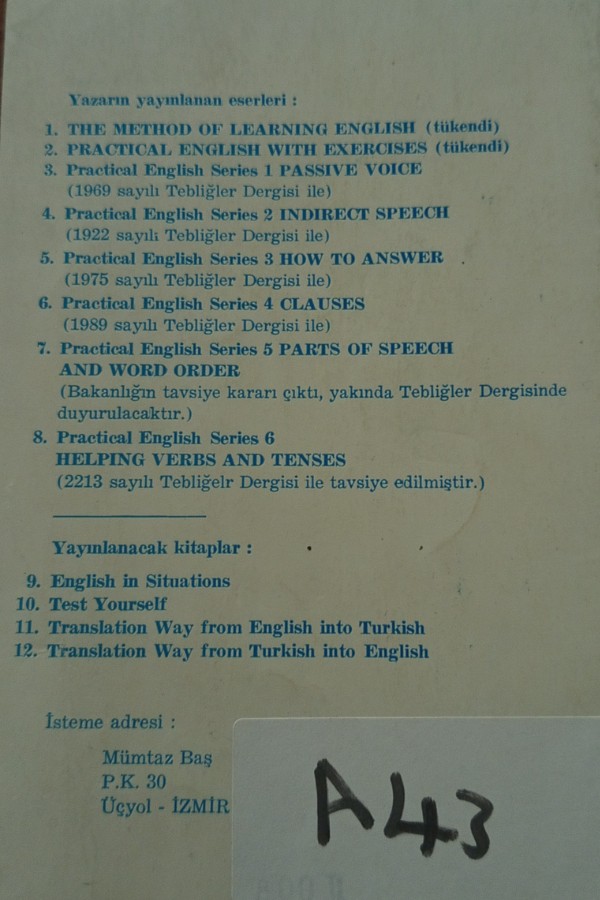 Yazarın yayınlanan eserleri :
1. THE METHOD OF LEARNING ENGLISH (tükendi)
2. PRACTICAL ENGLISH WITH EXERCISES (tükendi)
3. Practical English Series 1 PASSIVE VOICE
(1969 sayılı Tebliğler Dergisi ile)
4. Practical English Series 2 INDIRECT SPEECH
(1922 sayılı Tebliğler Dergisi ile)
5. Practical English Series 3 HOW TO ANSWER
(1975 sayılı Tebliğler Dergisi ile)
6. Practical English Series 4 CLAUSES
(1989 sayılı Tebliğler Dergisi ile)
7. Practical English Series 5 PARTS OF SPEECH
AND WORD ORDER
(Bakanlığın tavsiye kararı çıktı, yakında Tebliğler Dergisinde
duyurulacaktır.)
8. Practical English Series 6
HELPING VERBS AND TENSES
(2213 sayılı Tebliğelr Dergisi ile tavsiye edilmiştir.)
Yayınlanacak kitaplar :
9. English in Situations
10. Test Yourself
11. Translation Way from English into Turkish
12. Translation Way from Turkish into English
İsteme adresi :
Mümtaz Baş
P.K. 30
Üçyol - İZMİR
A43